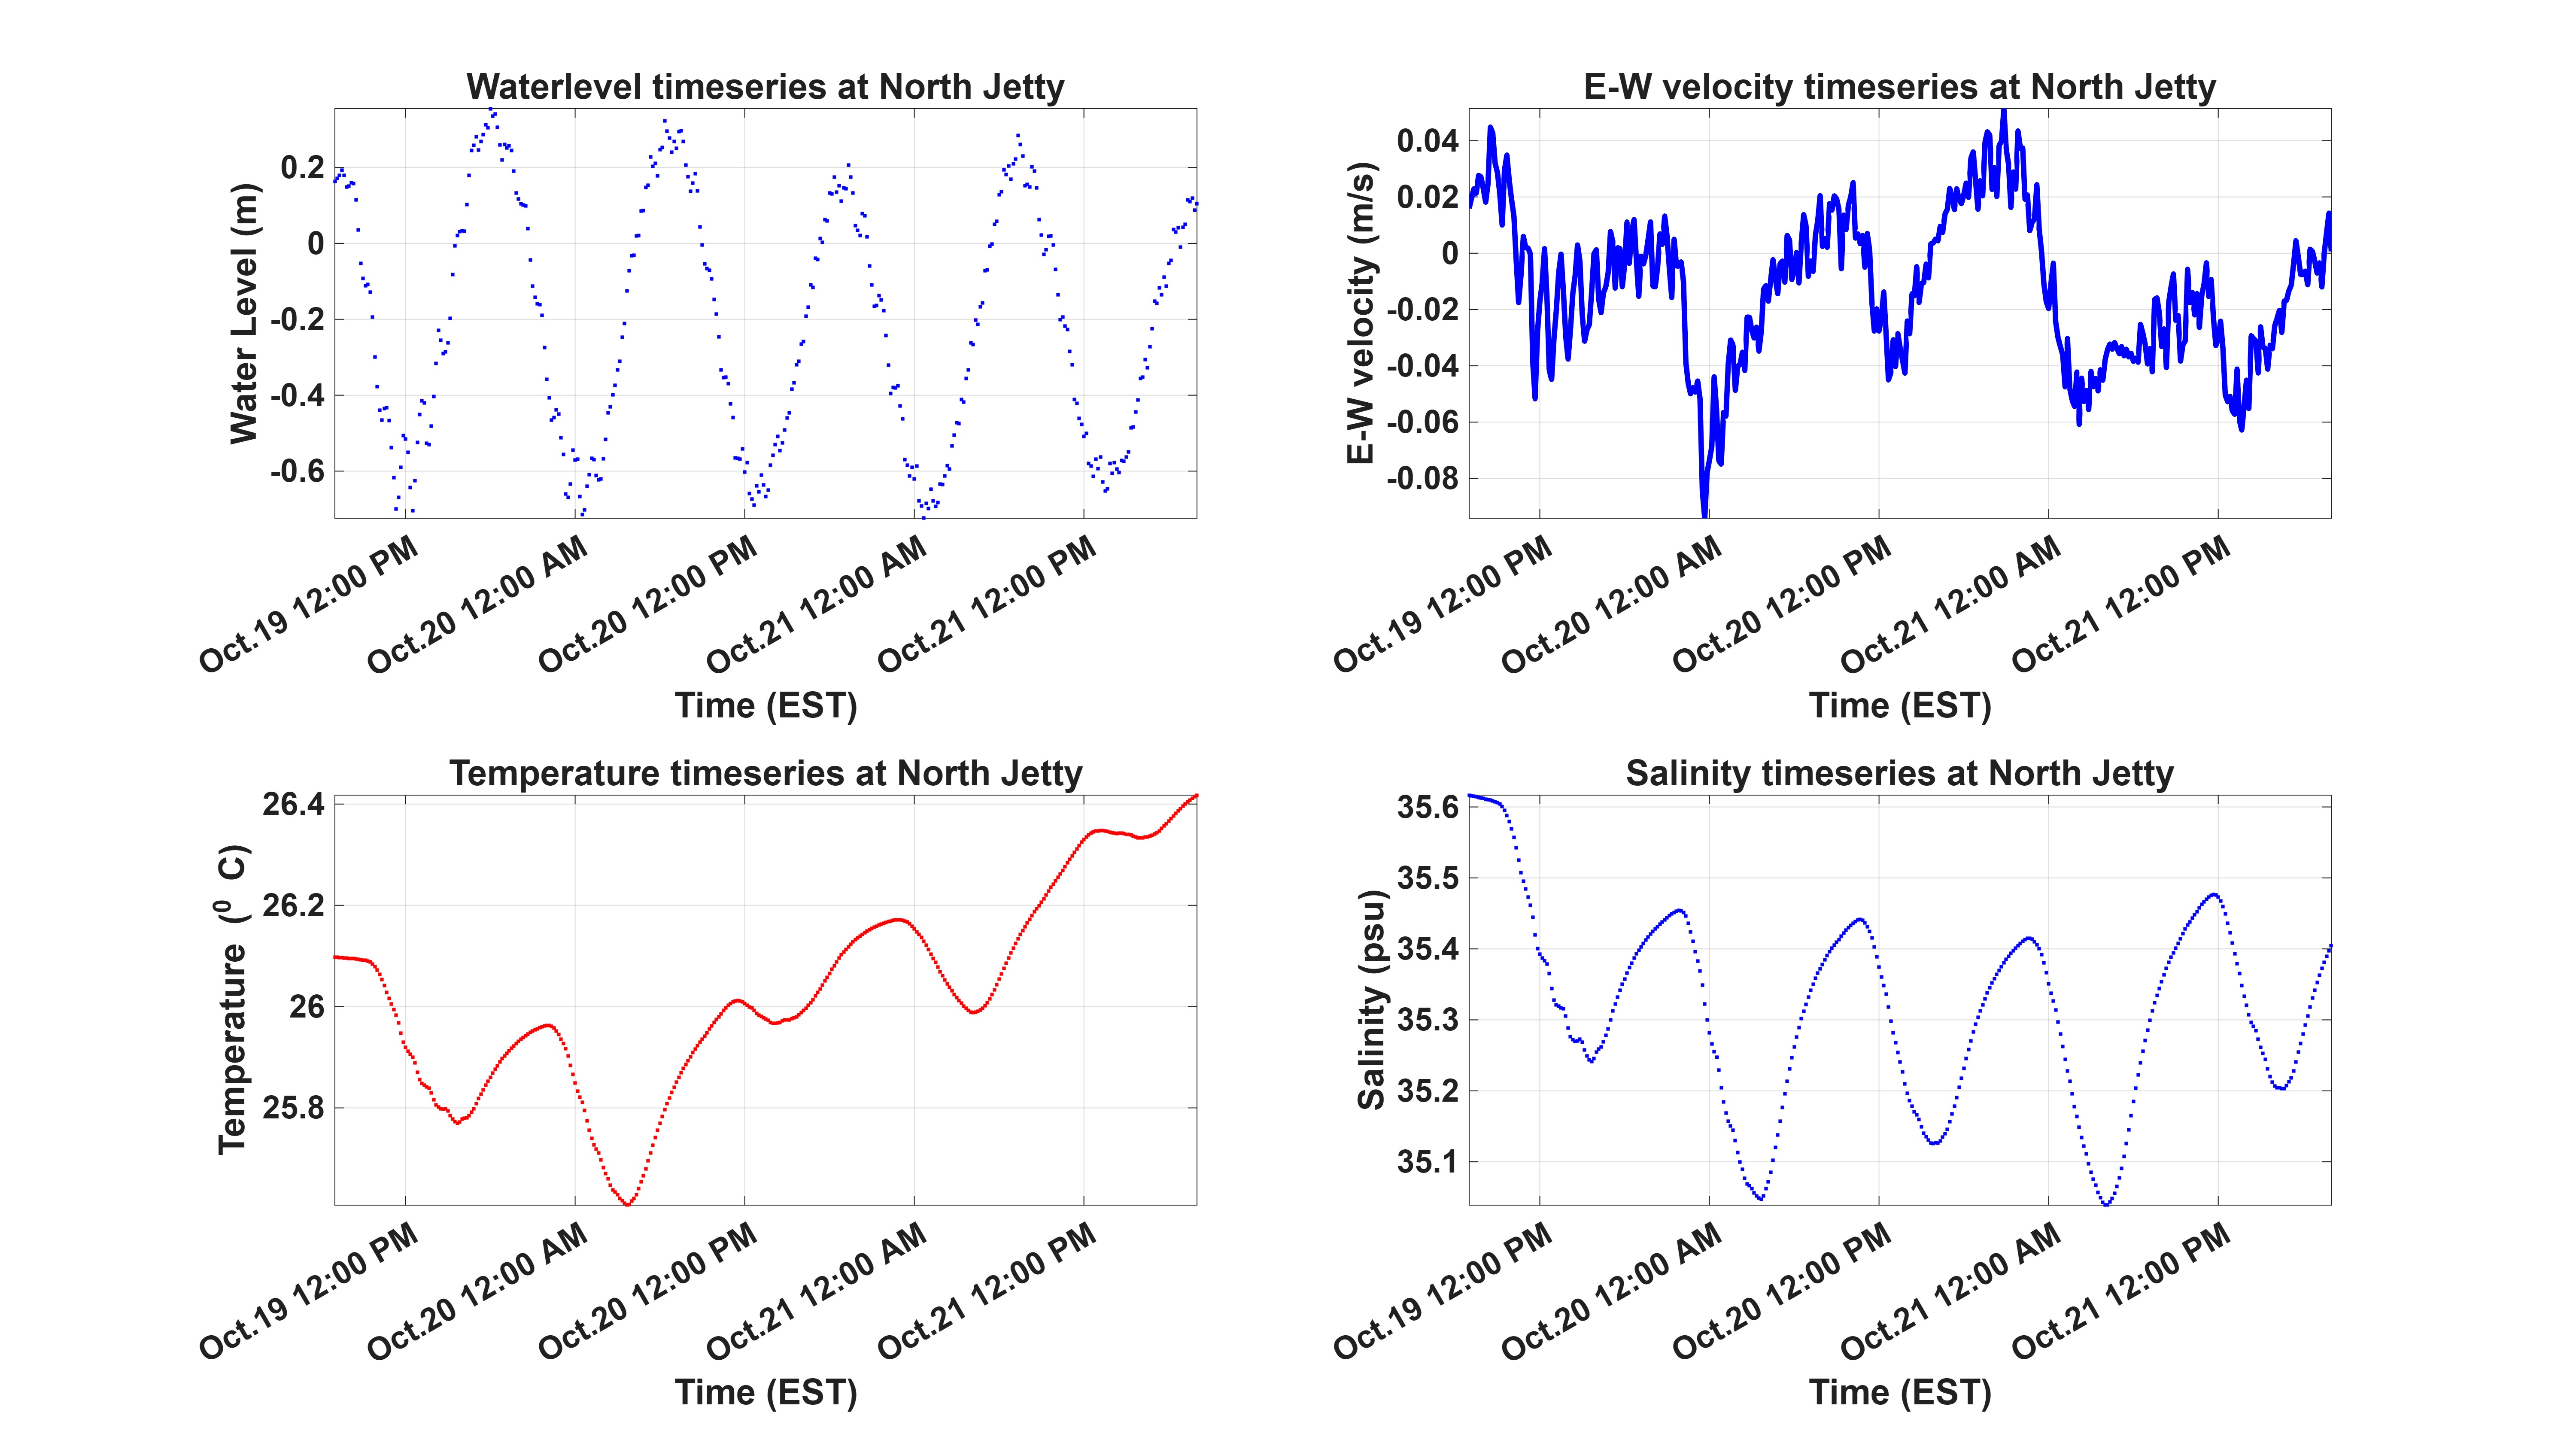 Waterlevel timeseries at North Jetty
Water Level (m)
0.2
0
-0.2
-0.4
-0.6
Oct.19 12:00 PM
Oct.20 12:00 AM
Oct.20 12:00 PM
Oct.21 12:00 AM
Oct.21 12:00 PM
Time (EST)
E-W velocity timeseries at North Jetty
E-W velocity (m/s)
0.04
0.02
0
-0.02
-0.04
-0.06
-0.08
Oct.19 12:00 PM
Oct.20 12:00 AM
Oct.20 12:00 PM
Oct.21 12:00 AM
Oct.21 12:00 PM
Time (EST)
Temperature timeseries at North Jetty
Temperature (⁰ C)
26.4
26.2
26
25.8
Oct.19 12:00 PM
Oct.20 12:00 AM
Oct.20 12:00 PM
Oct.21 12:00 AM
Oct.21 12:00 PM
Time (EST)
Salinity timeseries at North Jetty
Salinity (psu)
35.6
35.5
35.4
35.3
35.2
35.1
Oct.19 12:00 PM
Oct.20 12:00 AM
Oct.20 12:00 PM
Oct.21 12:00 AM
Oct.21 12:00 PM
Time (EST)